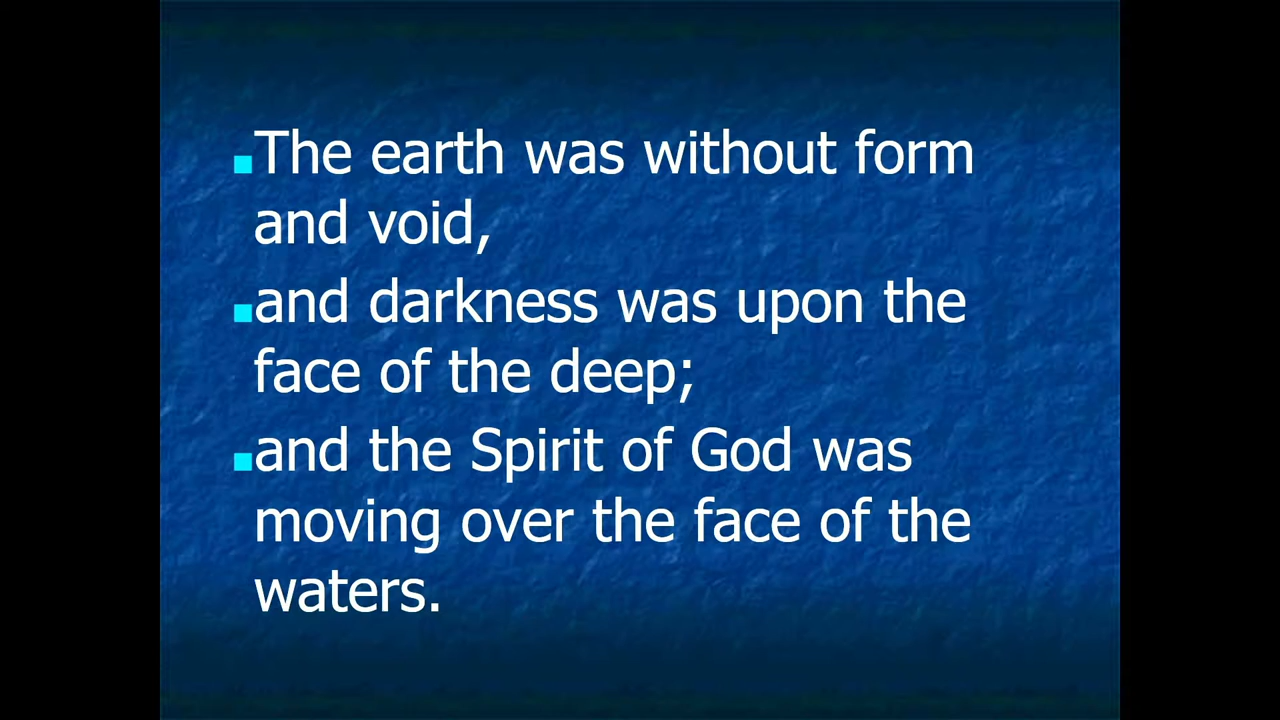 The earth was without form
and void,
and darkness was upon the
face of the deep;
and the Spirit of God was
moving over the face of the
waters.